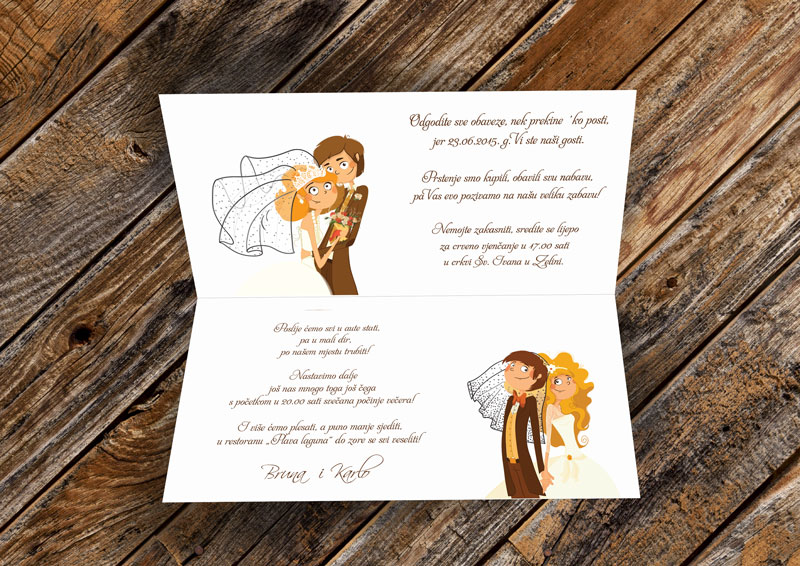 Odgodite sve obaveze, nek prekine 'ko posti,
jer 23.06.2015. g.Vi ste naši gosti.
Prstenje smo kupili, obavili svu nabavu,
pa Vas evo pozivamo na našu veliku zabavu!
Nemojte zakasniti, sredite se lijepo
za crveno vjenčanje u 17.00 sati
u crkvi Sv. Ivana u Zelini.
Poslije ćemo svi u aute stati,
pa u mali dir,
po našem mjestu trubiti!
Nastavimo dalje
još nas mnogo toga još čega
s početkom u 20.00 sati svečana počinje večera!
I više ćemo plesati, a puno manje sjediti,
u restoranu „Plava laguna" do zore se svi veseliti!
Bruna i Karlo